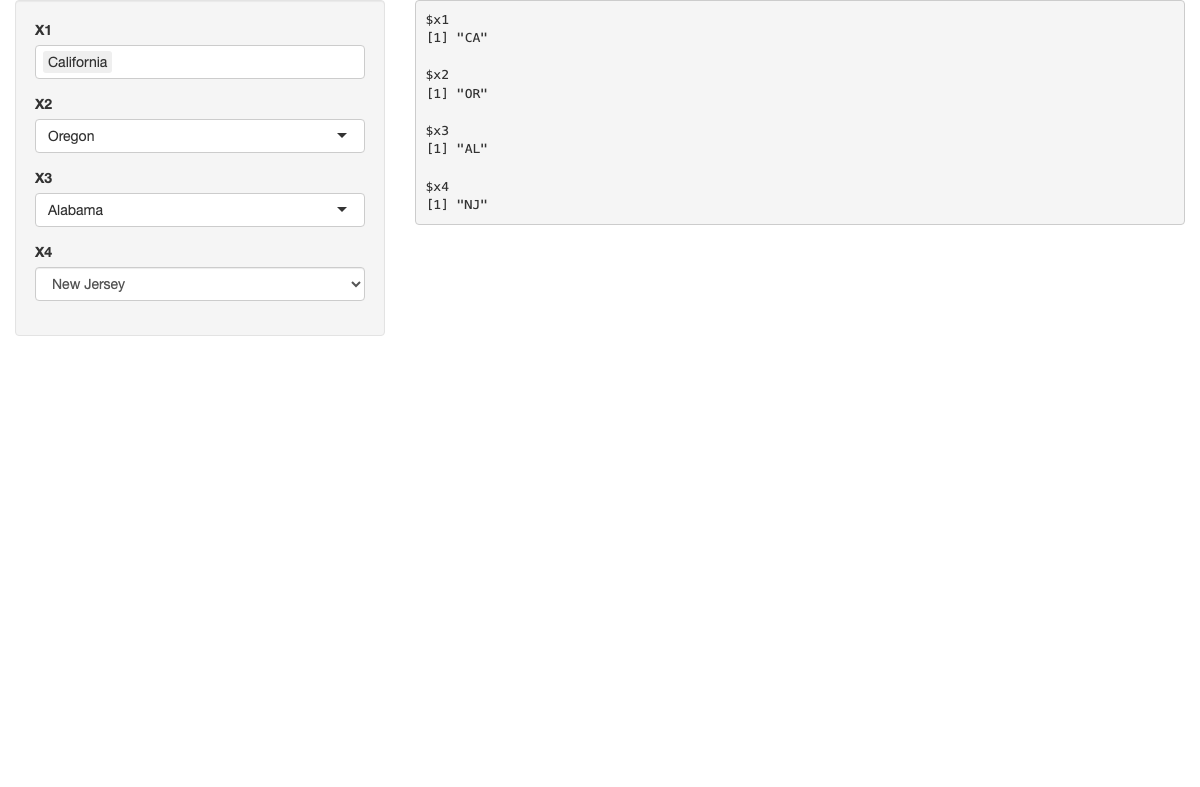 X1
California
X2
Oregon
X3
Alabama
X4
New Jersey
$x1
[1] "CA"
$x2
[1] "OR"
$x3
[1] "AL"
$x4
[1] "NJ"